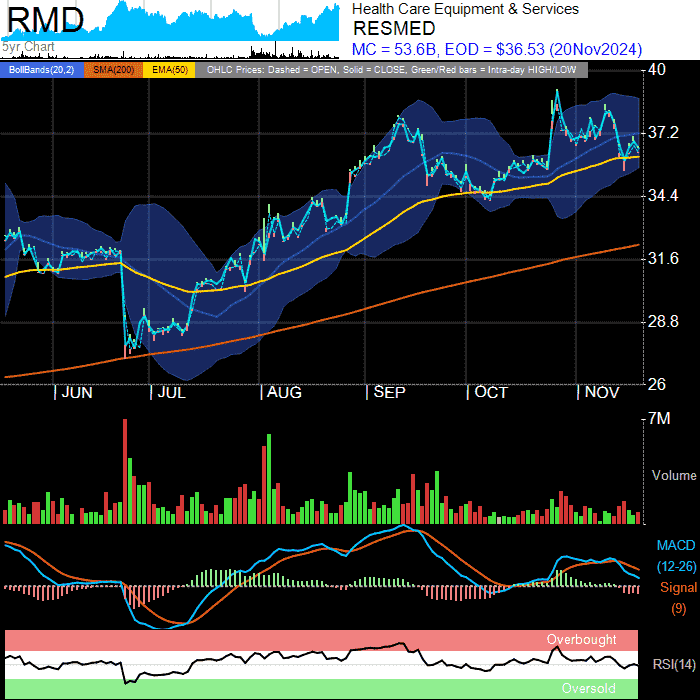 RMD
5yr Chart
Health Care Equipment & Services
RESMED
MC = 53.6B, EOD = $36.53 (20Nov2024)
BollBands(20,2) SMA(200) EMA(50) OHLC Prices: Dashed = OPEN, Solid = CLOSE, Green/Red bars = Intra-day HIGH/LOW
40
37.2
34.4
31.6
28.8
26
JUN JUL AUG SEP OCT NOV
7M
Volume
MACD
(12-26)
Signal
(9)
Overbought
RSI(14)
Oversold